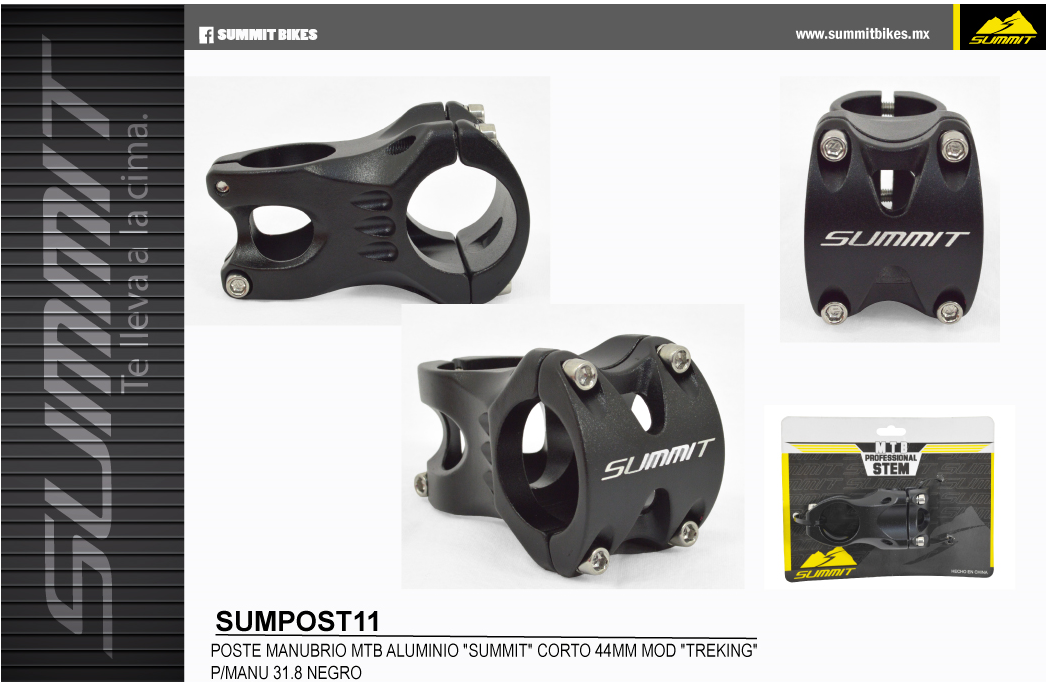 SUMMIT BIKES
www.summitbikes.mx
SUMMIT
SUMMIT
Te lleva a la cima.
SUMMIT
SUMMIT
MTB
PROFESSIONAL
STEM
SUMMIT
HECHO EN CHINA
SUMPOST11
POSTE MANUBRIO MTB ALUMINIO "SUMMIT" CORTO 44MM MOD "TREKING"
P/MANU 31.8 NEGRO